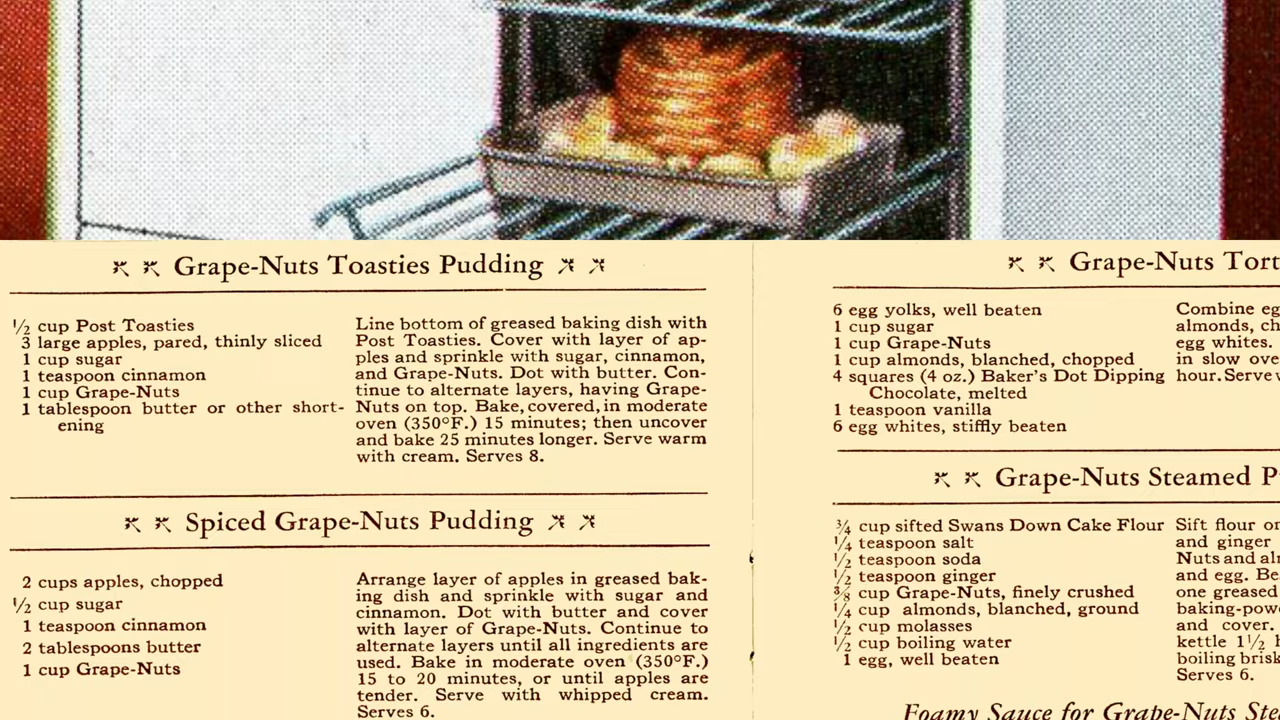 Grape-Nuts Toasties Pudding
½ cup Post Toasties
3 large apples, pared, thinly sliced
1 cup sugar
1 teaspoon cinnamon
1 cup Grape-Nuts
1 tablespoon butter or other short-
ening
Line bottom of greased baking dish with
Post Toasties. Cover with layer of ap-
ples and sprinkle with sugar, cinnamon,
and Grape-Nuts. Dot with butter. Con-
tinue to alternate layers, having Grape-
Nuts on top. Bake, covered, in moderate
oven (350°F.) 15 minutes; then uncover
and bake 25 minutes longer. Serve warm
with cream. Serves 8.
Spiced Grape-Nuts Pudding
2 cups apples, chopped
½ cup sugar
1 teaspoon cinnamon
2 tablespoons butter
1 cup Grape-Nuts
Arrange layer of apples in greased bak-
ing dish and sprinkle with sugar and
cinnamon. Dot with butter and cover
with layer of Grape-Nuts. Continue to
alternate layers until all ingredients are
used. Bake in moderate oven (350°F.)
15 to 20 minutes, or until apples are
tender. Serve with whipped cream.
Serves 6.
Grape-Nuts Tort
6 egg yolks, well beaten
1 cup sugar
1 cup Grape-Nuts
1 cup almonds, blanched, chopped
4 squares (4 oz.) Baker's Dot Dipping
Chocolate, melted
1 teaspoon vanilla
6 egg whites, stiffly beaten
Combine eg
almonds, ch
egg whites.
in slow ove
hour. Serve w
Grape-Nuts Steamed P
¾ cup sifted Swans Down Cake Flour
¼ teaspoon salt
½ teaspoon soda
½ teaspoon ginger
⅜ cup Grape-Nuts, finely crushed
¼ cup almonds, blanched, ground
½ cup molasses
½ cup boiling water
1 egg, well beaten
Sift flour on
and ginger
Nuts and alm
and egg. Be
one greased
baking-powd
and cover.
kettle 1½ h
boiling brisk
Serves 6.
Foamy Sauce for Grape-Nuts Ste